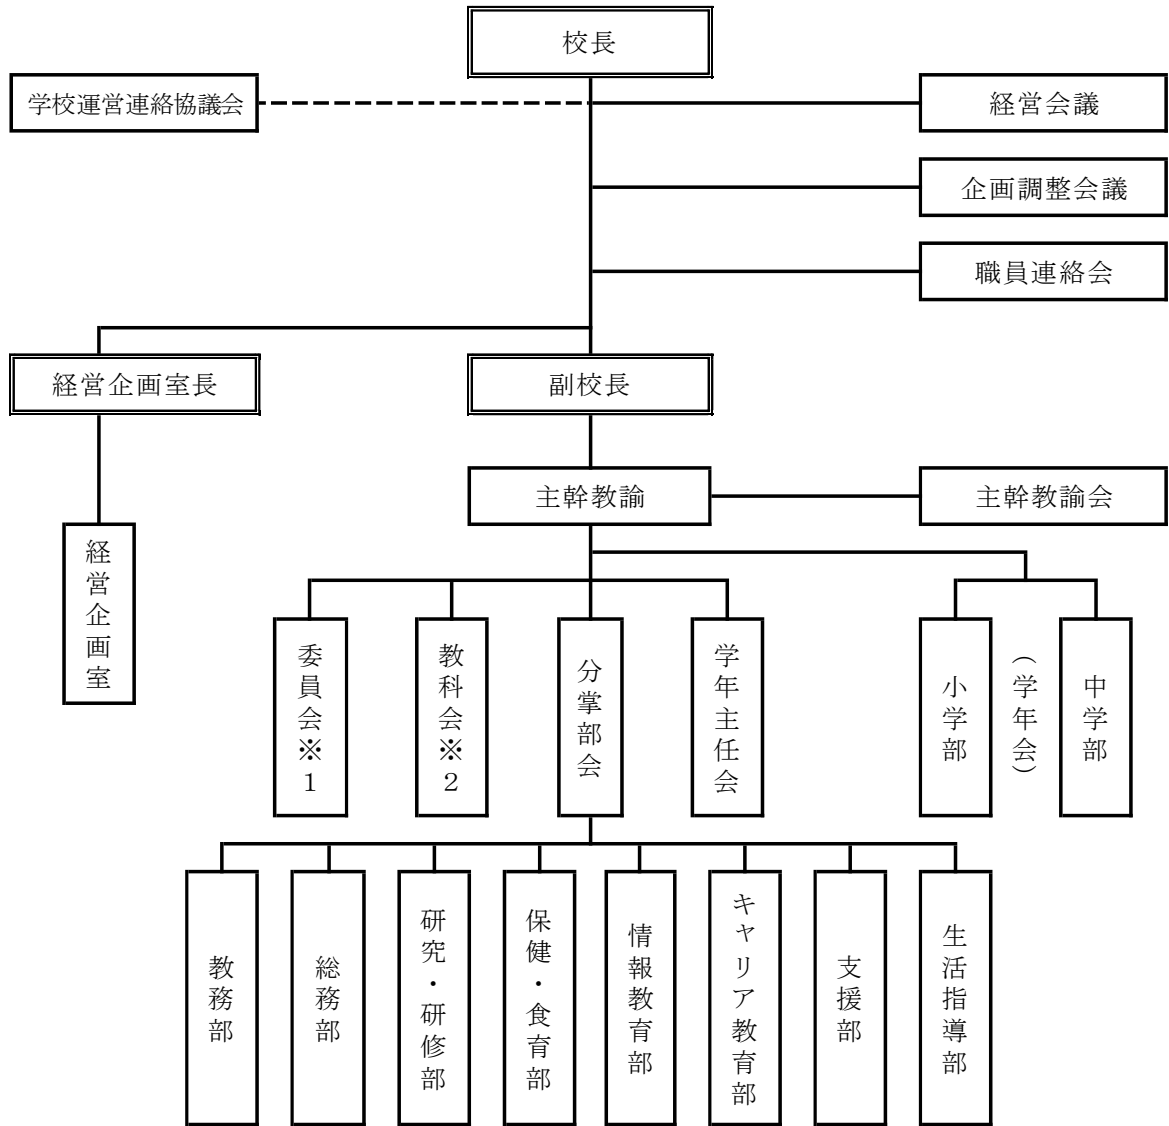 校長
学校運営連絡協議会
経営会議
企画調整会議
職員連絡会
経営企画室長
副校長
主幹教諭
主幹教諭会
経営企画室
委員会※1
教科会※2
分掌部会
学年主任会
小学部
（学年会）
中学部
教務部
総務部
研究・研修部
保健・食育部
情報教育部
キャリア教育部
支援部
生活指導部